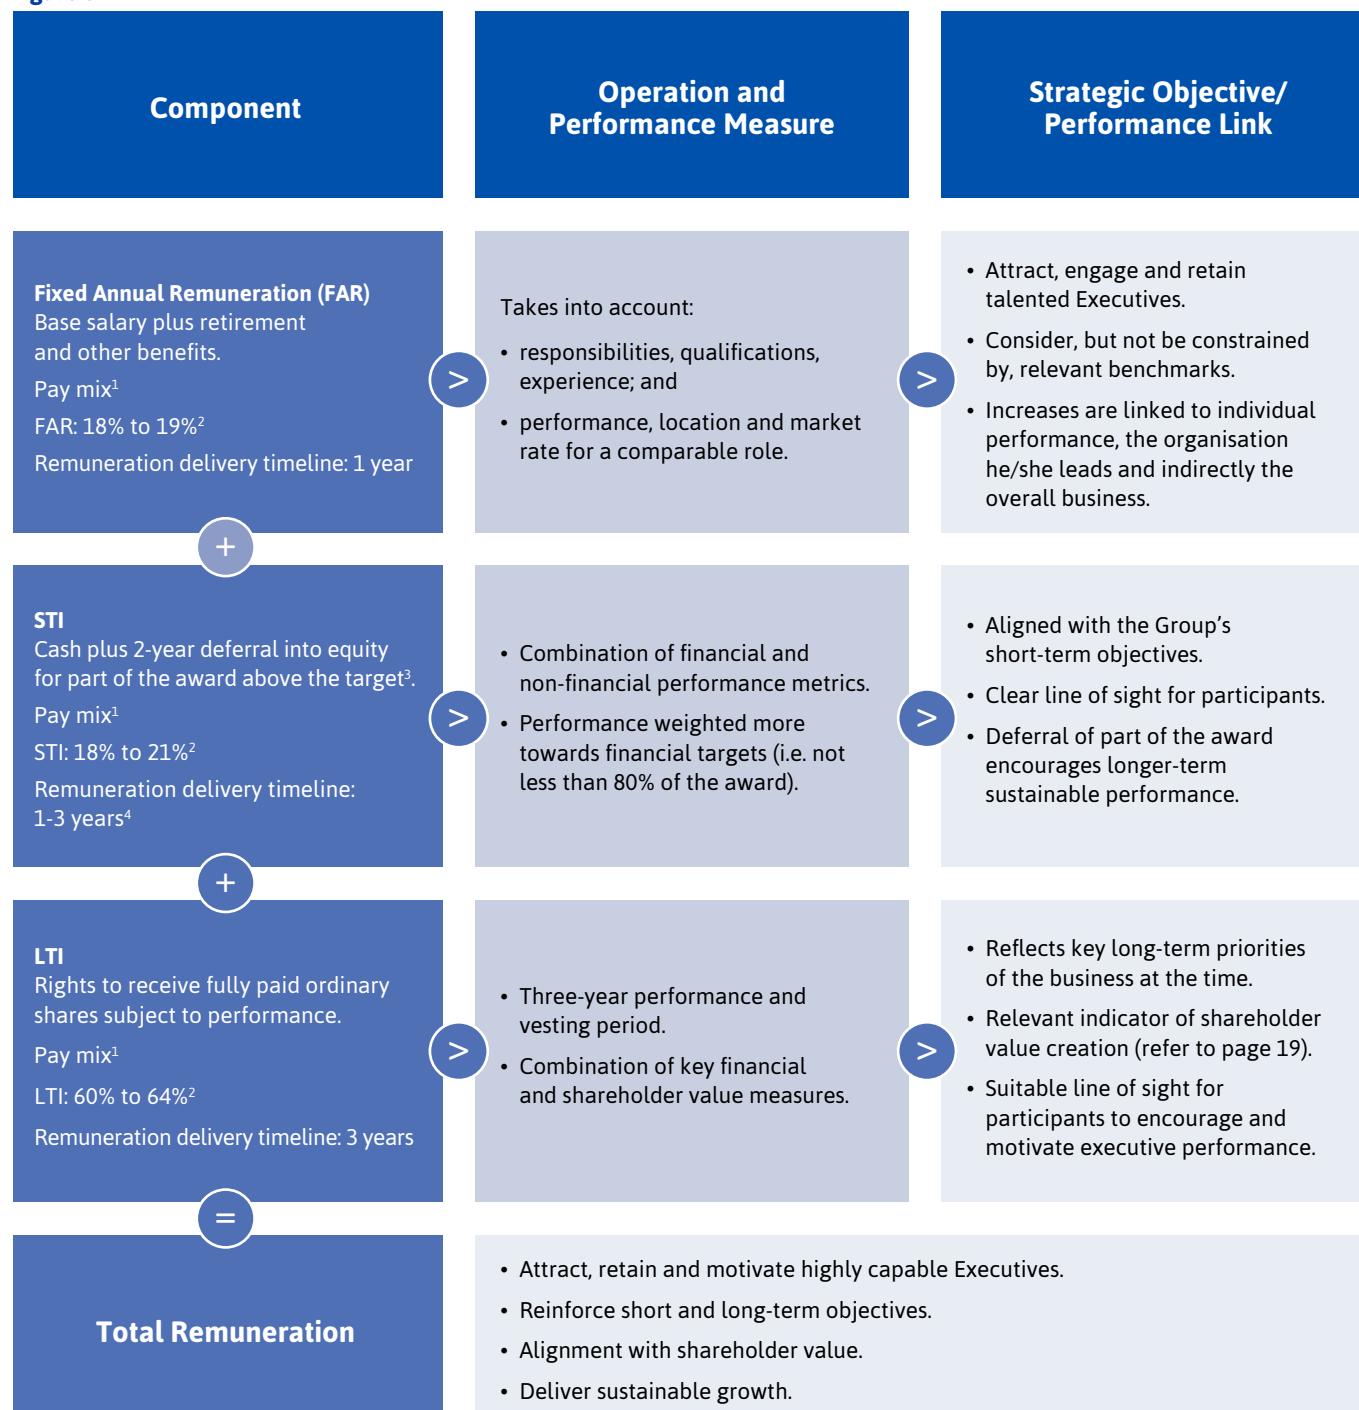 Component
Operation and
Performance Measure
Strategic Objective/
Performance Link
Fixed Annual Remuneration (FAR)
Base salary plus retirement
and other benefits.
Pay mix¹
FAR: 18% to 19%²
Remuneration delivery timeline: 1 year
>
Takes into account:
• responsibilities, qualifications,
experience; and
• performance, location and market
rate for a comparable role.
>
• Attract, engage and retain
talented Executives.
• Consider, but not be constrained
by, relevant benchmarks.
• Increases are linked to individual
performance, the organisation
he/she leads and indirectly the
overall business.
+
STI
Cash plus 2-year deferral into equity
for part of the award above the target³.
Pay mix¹
STI: 18% to 21%²
Remuneration delivery timeline:
1-3 years⁴
>
• Combination of financial and
non-financial performance metrics.
• Performance weighted more
towards financial targets (i.e. not
less than 80% of the award).
>
• Aligned with the Group’s
short-term objectives.
• Clear line of sight for participants.
• Deferral of part of the award
encourages longer-term
sustainable performance.
+
LTI
Rights to receive fully paid ordinary
shares subject to performance.
Pay mix¹
LTI: 60% to 64%²
Remuneration delivery timeline: 3 years
>
• Three-year performance and
vesting period.
• Combination of key financial
and shareholder value measures.
>
• Reflects key long-term priorities
of the business at the time.
• Relevant indicator of shareholder
value creation (refer to page 19).
• Suitable line of sight for
participants to encourage and
motivate executive performance.
=
Total Remuneration
• Attract, retain and motivate highly capable Executives.
• Reinforce short and long-term objectives.
• Alignment with shareholder value.
• Deliver sustainable growth.